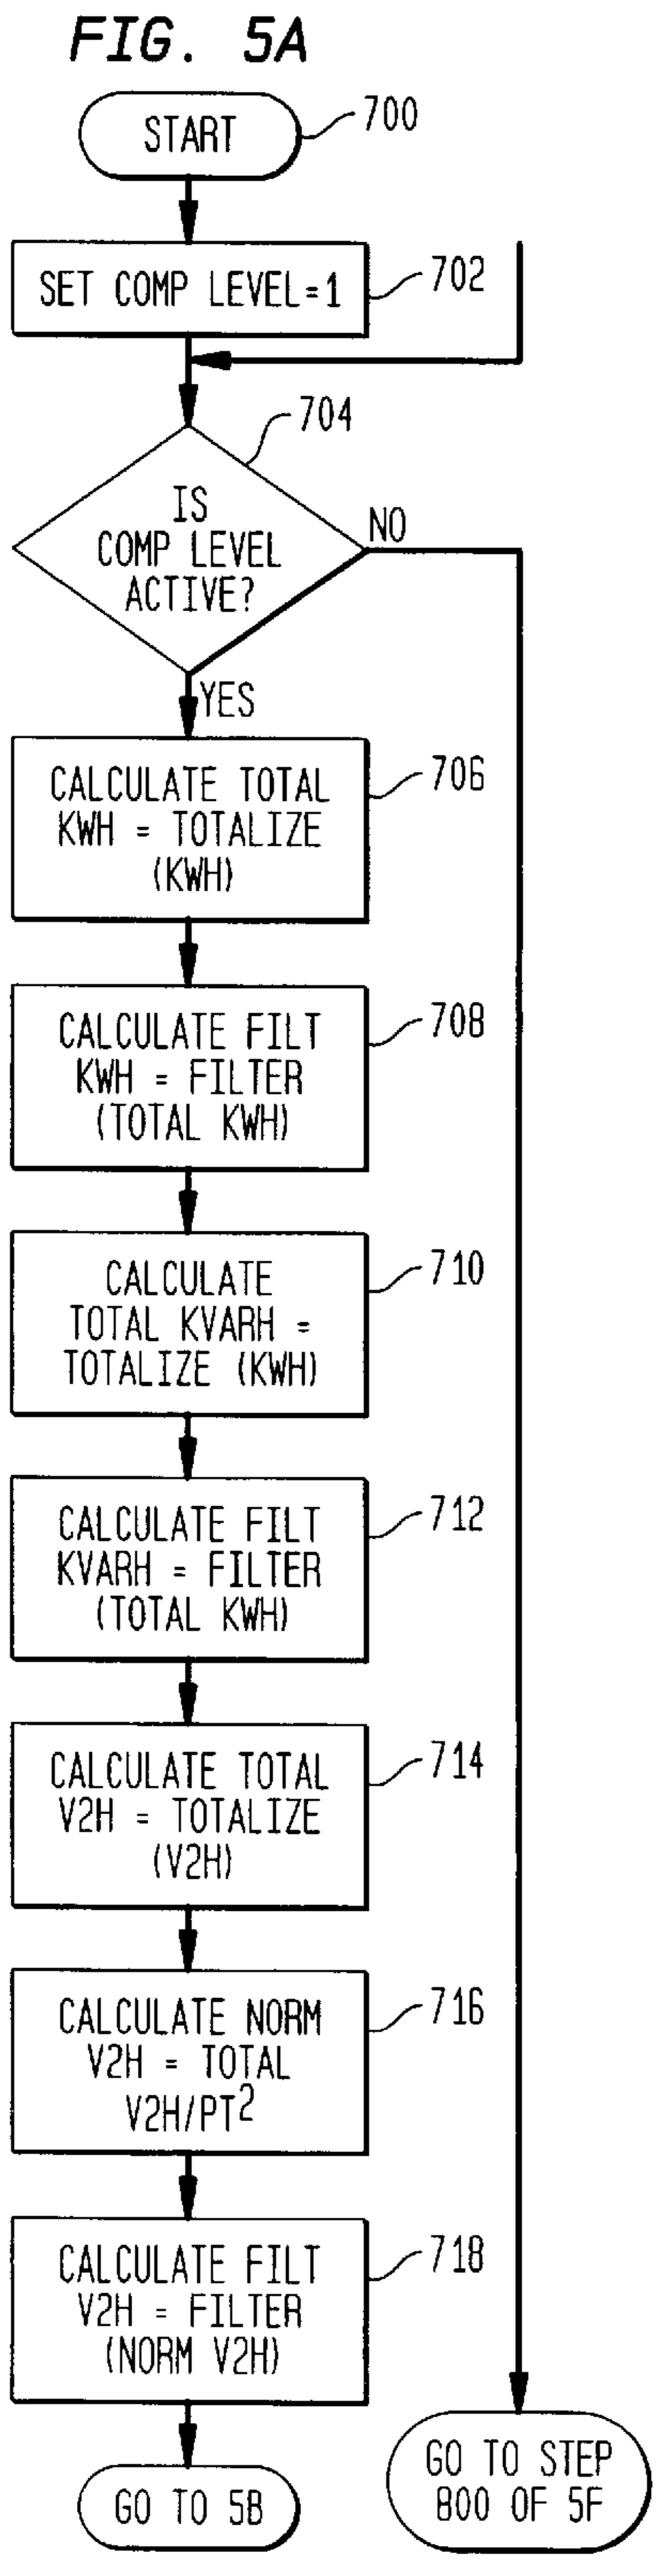 FIG. 5A
START
700
SET COMP LEVEL=1
702
704
IS
COMP LEVEL
ACTIVE?
NO
YES
CALCULATE TOTAL
KWH = TOTALIZE
(KWH)
706
CALCULATE FILT
KWH = FILTER
(TOTAL KWH)
708
CALCULATE
TOTAL KVARH =
TOTALIZE (KWH)
710
CALCULATE FILT
KVARH = FILTER
(TOTAL KWH)
712
CALCULATE TOTAL
V2H = TOTALIZE
(V2H)
714
CALCULATE NORM
V2H = TOTAL
V2H/PT²
716
CALCULATE FILT
V2H = FILTER
(NORM V2H)
718
GO TO 5B
GO TO STEP
800 OF 5F